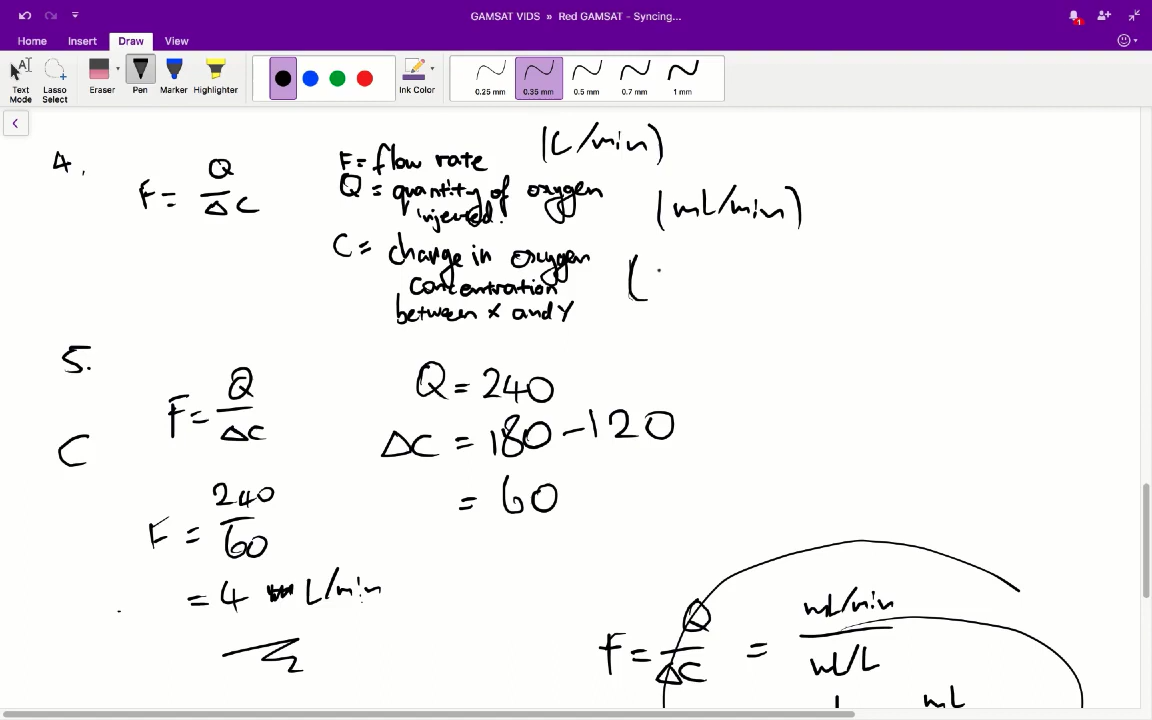 GAMSAT VIDS » Red GAMSAT - Syncing...
1
Home Insert Draw View
Text Mode
Lasso Select
Eraser
Pen
Marker
Highlighter
Ink Color
0.25 mm
0.35 mm
0.5 mm
0.7 mm
1 mm
4. F = Q / ΔC
F = flow rate (L/min)
Q = quantity of oxygen injected. (mL/min)
C = change in oxygen
concentration
between X and Y
(
5.
F = Q / ΔC
Q = 240
ΔC = 180 - 120
= 60
C
F = 240 / 60
= 4 L/min
F = Q / ΔC = mL/min / mL/L
mL